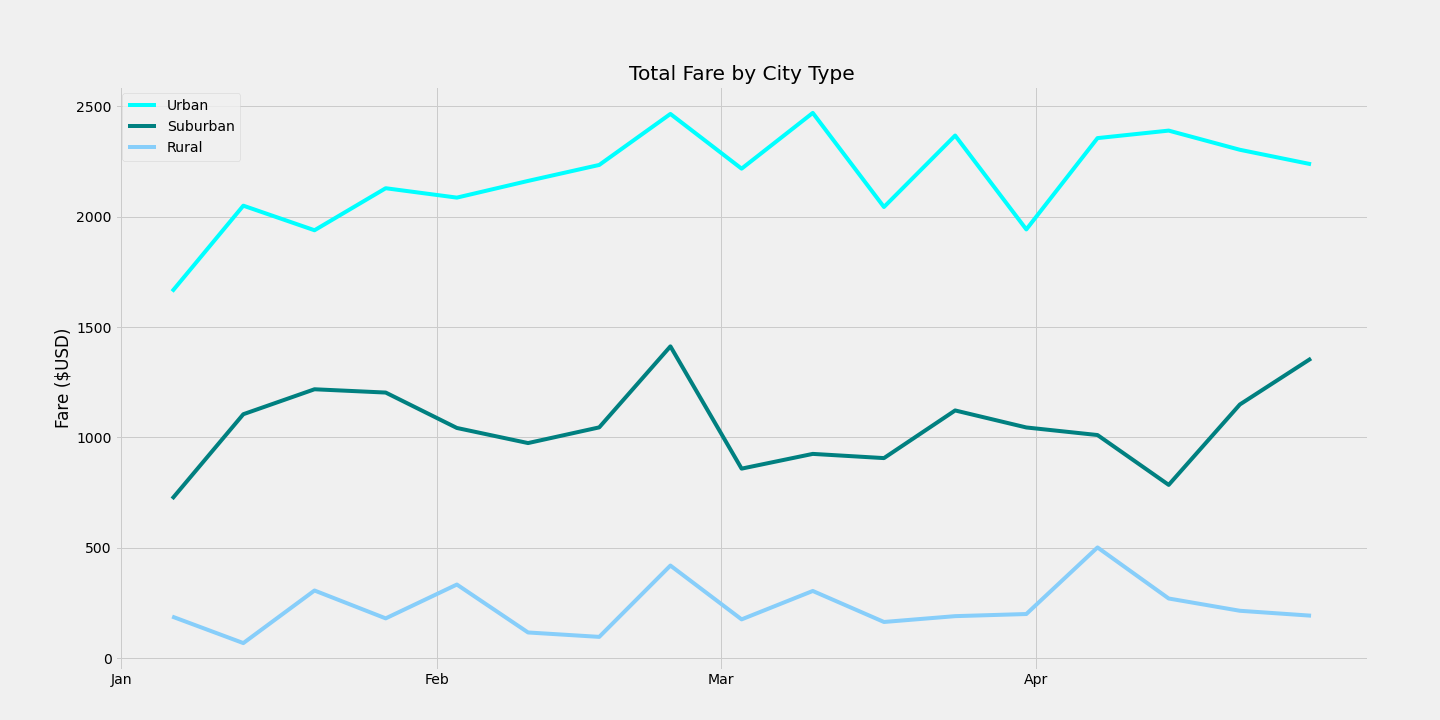 Total Fare by City Type
Urban
Suburban
Rural
Fare ($USD)
2500
2000
1500
1000
500
0
Jan Feb Mar Apr